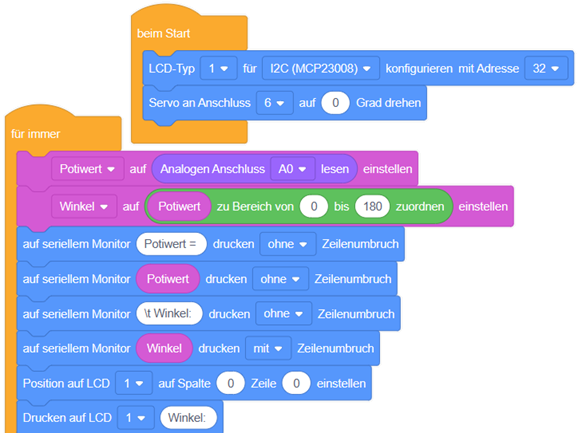 beim Start
LCD-Typ 1 für I2C (MCP23008) konfigurieren mit Adresse 32
Servo an Anschluss 6 auf 0 Grad drehen
für immer
Potiwert auf Analogen Anschluss A0 lesen einstellen
Winkel auf Potiwert zu Bereich von 0 bis 180 zuordnen einstellen
auf seriellem Monitor Potiwert = drucken ohne Zeilenumbruch
auf seriellem Monitor Potiwert drucken ohne Zeilenumbruch
auf seriellem Monitor \t Winkel: drucken ohne Zeilenumbruch
auf seriellem Monitor Winkel drucken mit Zeilenumbruch
Position auf LCD 1 auf Spalte 0 Zeile 0 einstellen
Drucken auf LCD 1 Winkel: